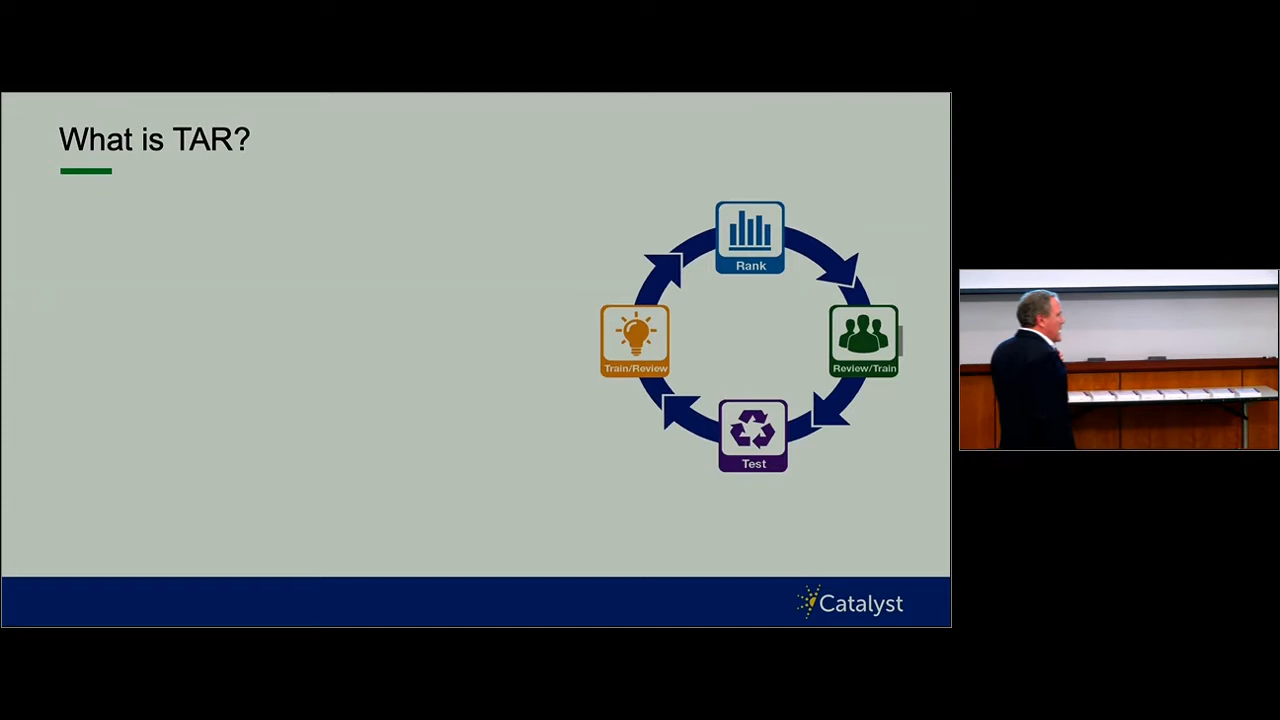 What is TAR?
Rank
Train/Review
Review/Train
Test
Catalyst